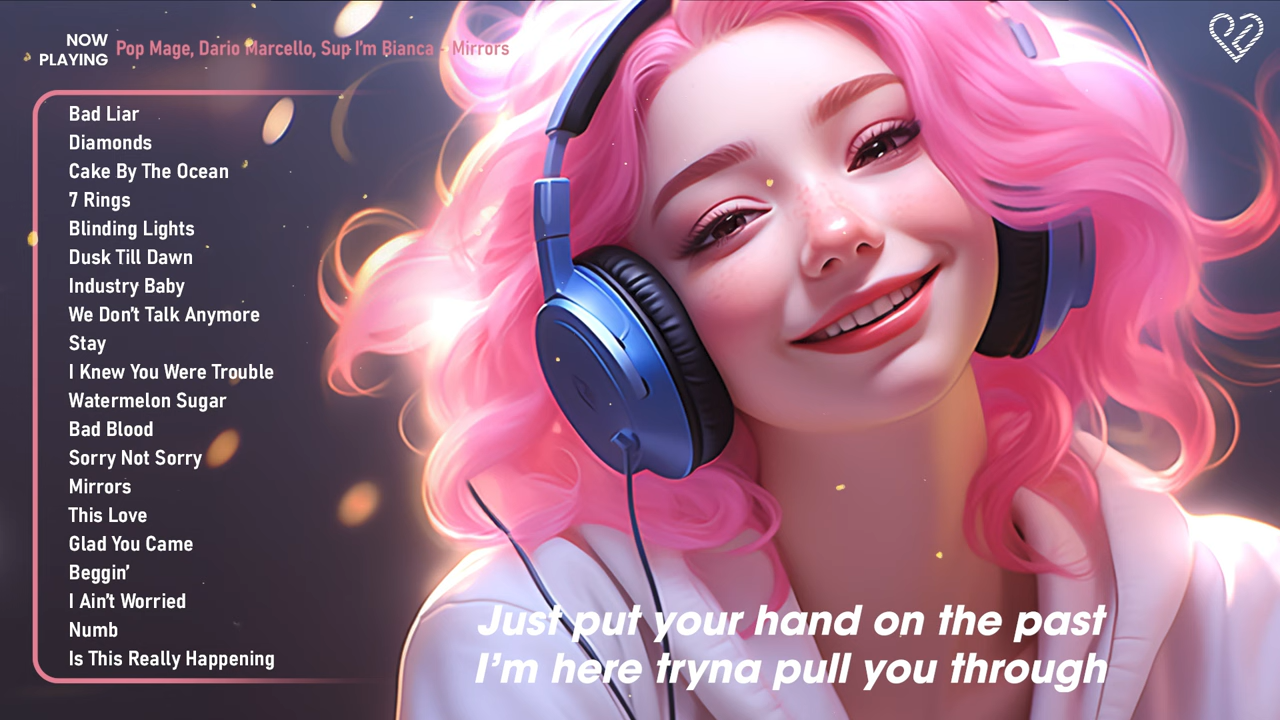 NOW
PLAYING
Pop Mage, Dario Marcello, Sup I'm Bianca - Mirrors
Bad Liar
Diamonds
Cake By The Ocean
7 Rings
Blinding Lights
Dusk Till Dawn
Industry Baby
We Don't Talk Anymore
Stay
I Knew You Were Trouble
Watermelon Sugar
Bad Blood
Sorry Not Sorry
Mirrors
This Love
Glad You Came
Beggin'
I Ain't Worried
Numb
Is This Really Happening
Just put your hand on the past
I'm here tryna pull you through